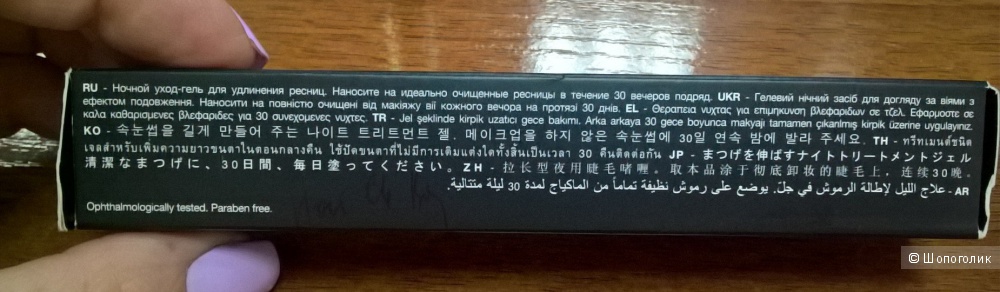 RU - Ночной уход-гель для удлинения ресниц. Наносите на идеально очищенные ресницы в течение 30 вечеров подряд. UKR - Гелевий нічний засіб для догляду за віями з
ефектом подовження. Наносити на повністю очищені від макіяжу вії кожного вечора на протязі 30 днів. EL - Θεραπεία νυχτας για επιμήκυνση βλεφαρίδων σε τζελ. Εφαρμοστε σε
καλα καθαρισμενες βλεφαρίδες για 30 συνεχομενες νυχτες. TR - Jel şeklinde kirpik uzatıcı gece bakımı. Arka arkaya 30 gece boyunca makyajı tamamen çıkarılmış kirpik üzerine uygulayınız.
KO - 속눈썹을 길게 만들어 주는 나이트 트리트먼트 젤. 메이크업을 하지 않은 속눈썹에 30일 연속 밤에 발라 주세요. TH - ทรีทเมนต์ชนิด
เจลสำหรับเพิ่มความยาวขนตาในตอนกลางคืน ใช้ปัดขนตาที่ไม่มีการเติมแต่งใดทั้งสิ้นเป็นเวลา 30 คืนติดต่อกัน JP - まつげを伸ばすナイトトリートメントジェル
清潔なまつげに、30日間、毎日塗ってください。ZH - 拉长型夜用睫毛啫喱。取本品涂于彻底卸妆的睫毛上，连续30晚。
AR - علاج الليل لإطالة الرموش في جل. يوضع على رموش نظيفة تماماً من الماكياج لمدة 30 ليلة متتالية.
Ophthalmologically tested. Paraben free.
© Шопоголик